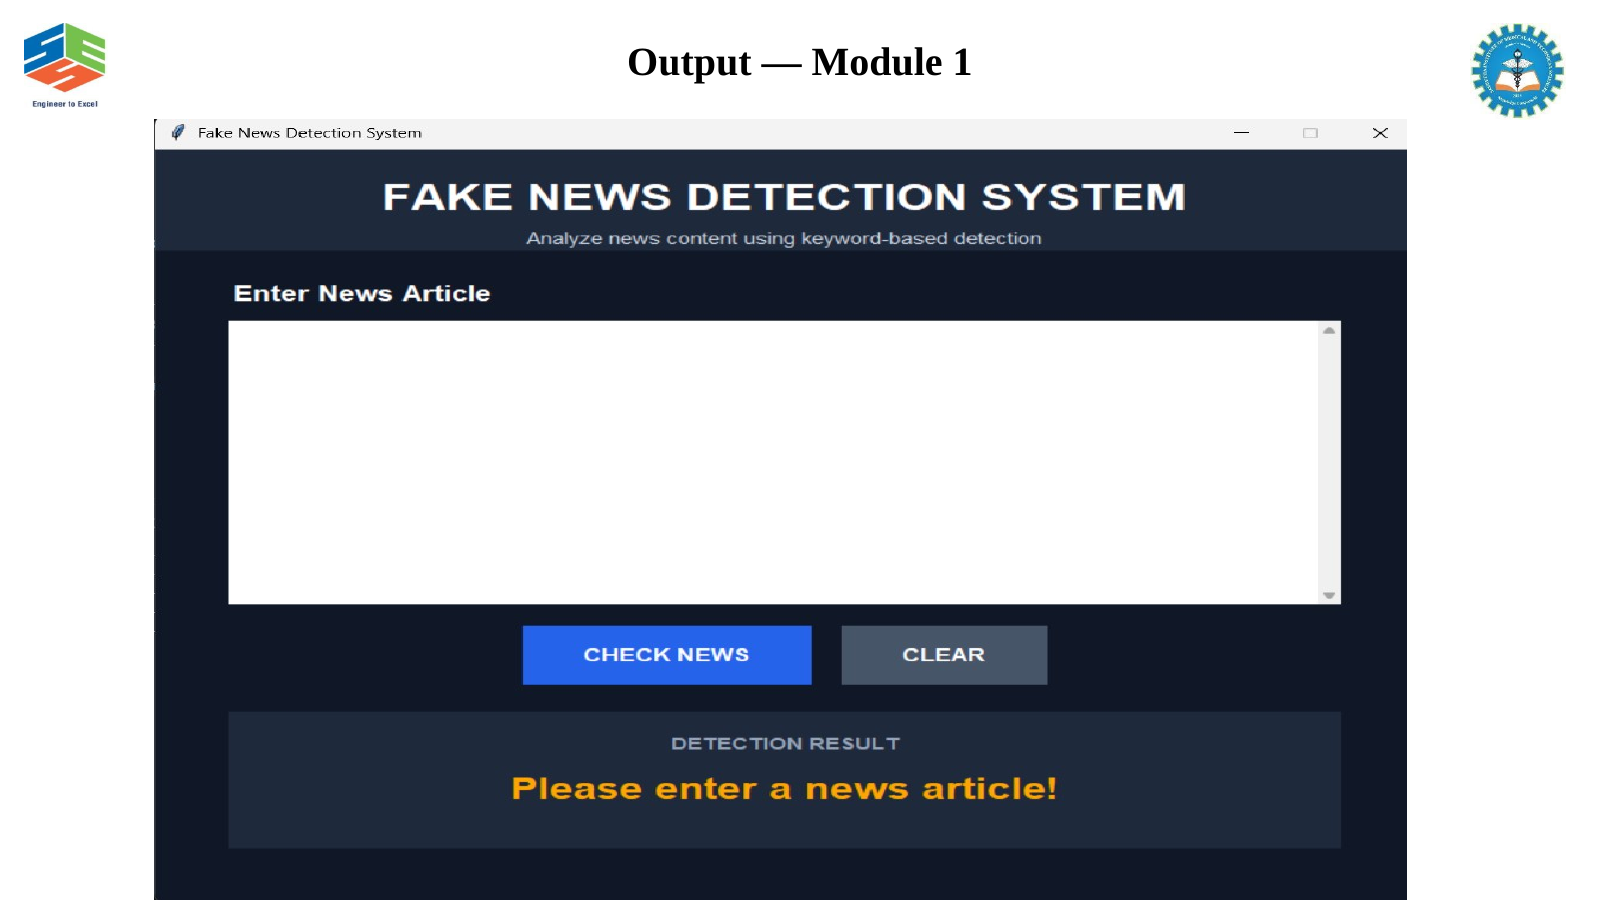 SES
Engineer to Excel
Output — Module 1
Fake News Detection System
FAKE NEWS DETECTION SYSTEM
Analyze news content using keyword-based detection
Enter News Article
CHECK NEWS
CLEAR
DETECTION RESULT
Please enter a news article!